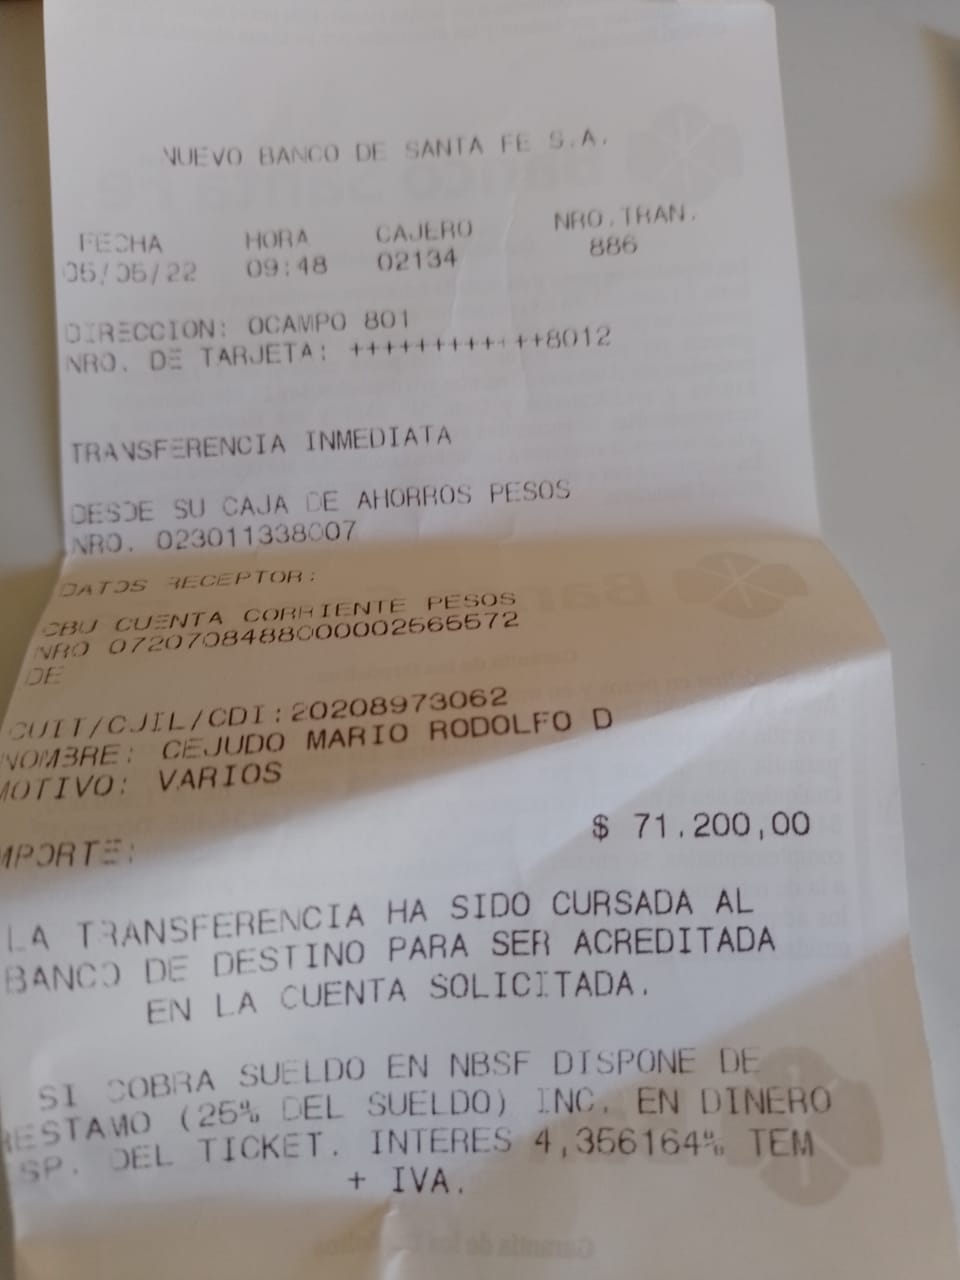 NUEVO BANCO DE SANTA FE S.A.
FECHA HORA CAJERO NRO.TRAN.
05/05/22 09:48 02134 886
DIRECCION: OCAMPO 801
NRO. DE TARJETA: ++++++++++++8012
TRANSFERENCIA INMEDIATA
DESDE SU CAJA DE AHORROS PESOS
NRO. 023011338007
DATOS RECEPTOR:
CBU CUENTA CORRIENTE PESOS
NRO 0720708488000002565572
DE
CUIT/CUIL/CDI:20208973062
NOMBRE: CEJUDO MARIO RODOLFO D
MOTIVO: VARIOS
MPORTE: $ 71.200,00
LA TRANSFERENCIA HA SIDO CURSADA AL
BANCO DE DESTINO PARA SER ACREDITADA
EN LA CUENTA SOLICITADA.
SI COBRA SUELDO EN NBSF DISPONE DE
RESTAMO (25% DEL SUELDO) INC. EN DINERO
SP. DEL TICKET. INTERES 4,356164% TEM
+ IVA.